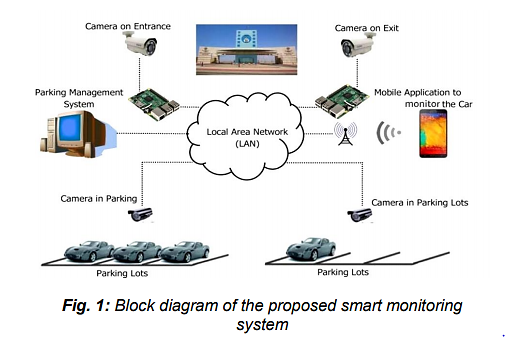 Camera on Entrance
Camera on Exit
Parking Management
System
Mobile Application to
monitor the Car
Local Area Network
(LAN)
Camera in Parking
Camera in Parking Lots
Parking Lots
Parking Lots
Fig. 1: Block diagram of the proposed smart monitoring
system